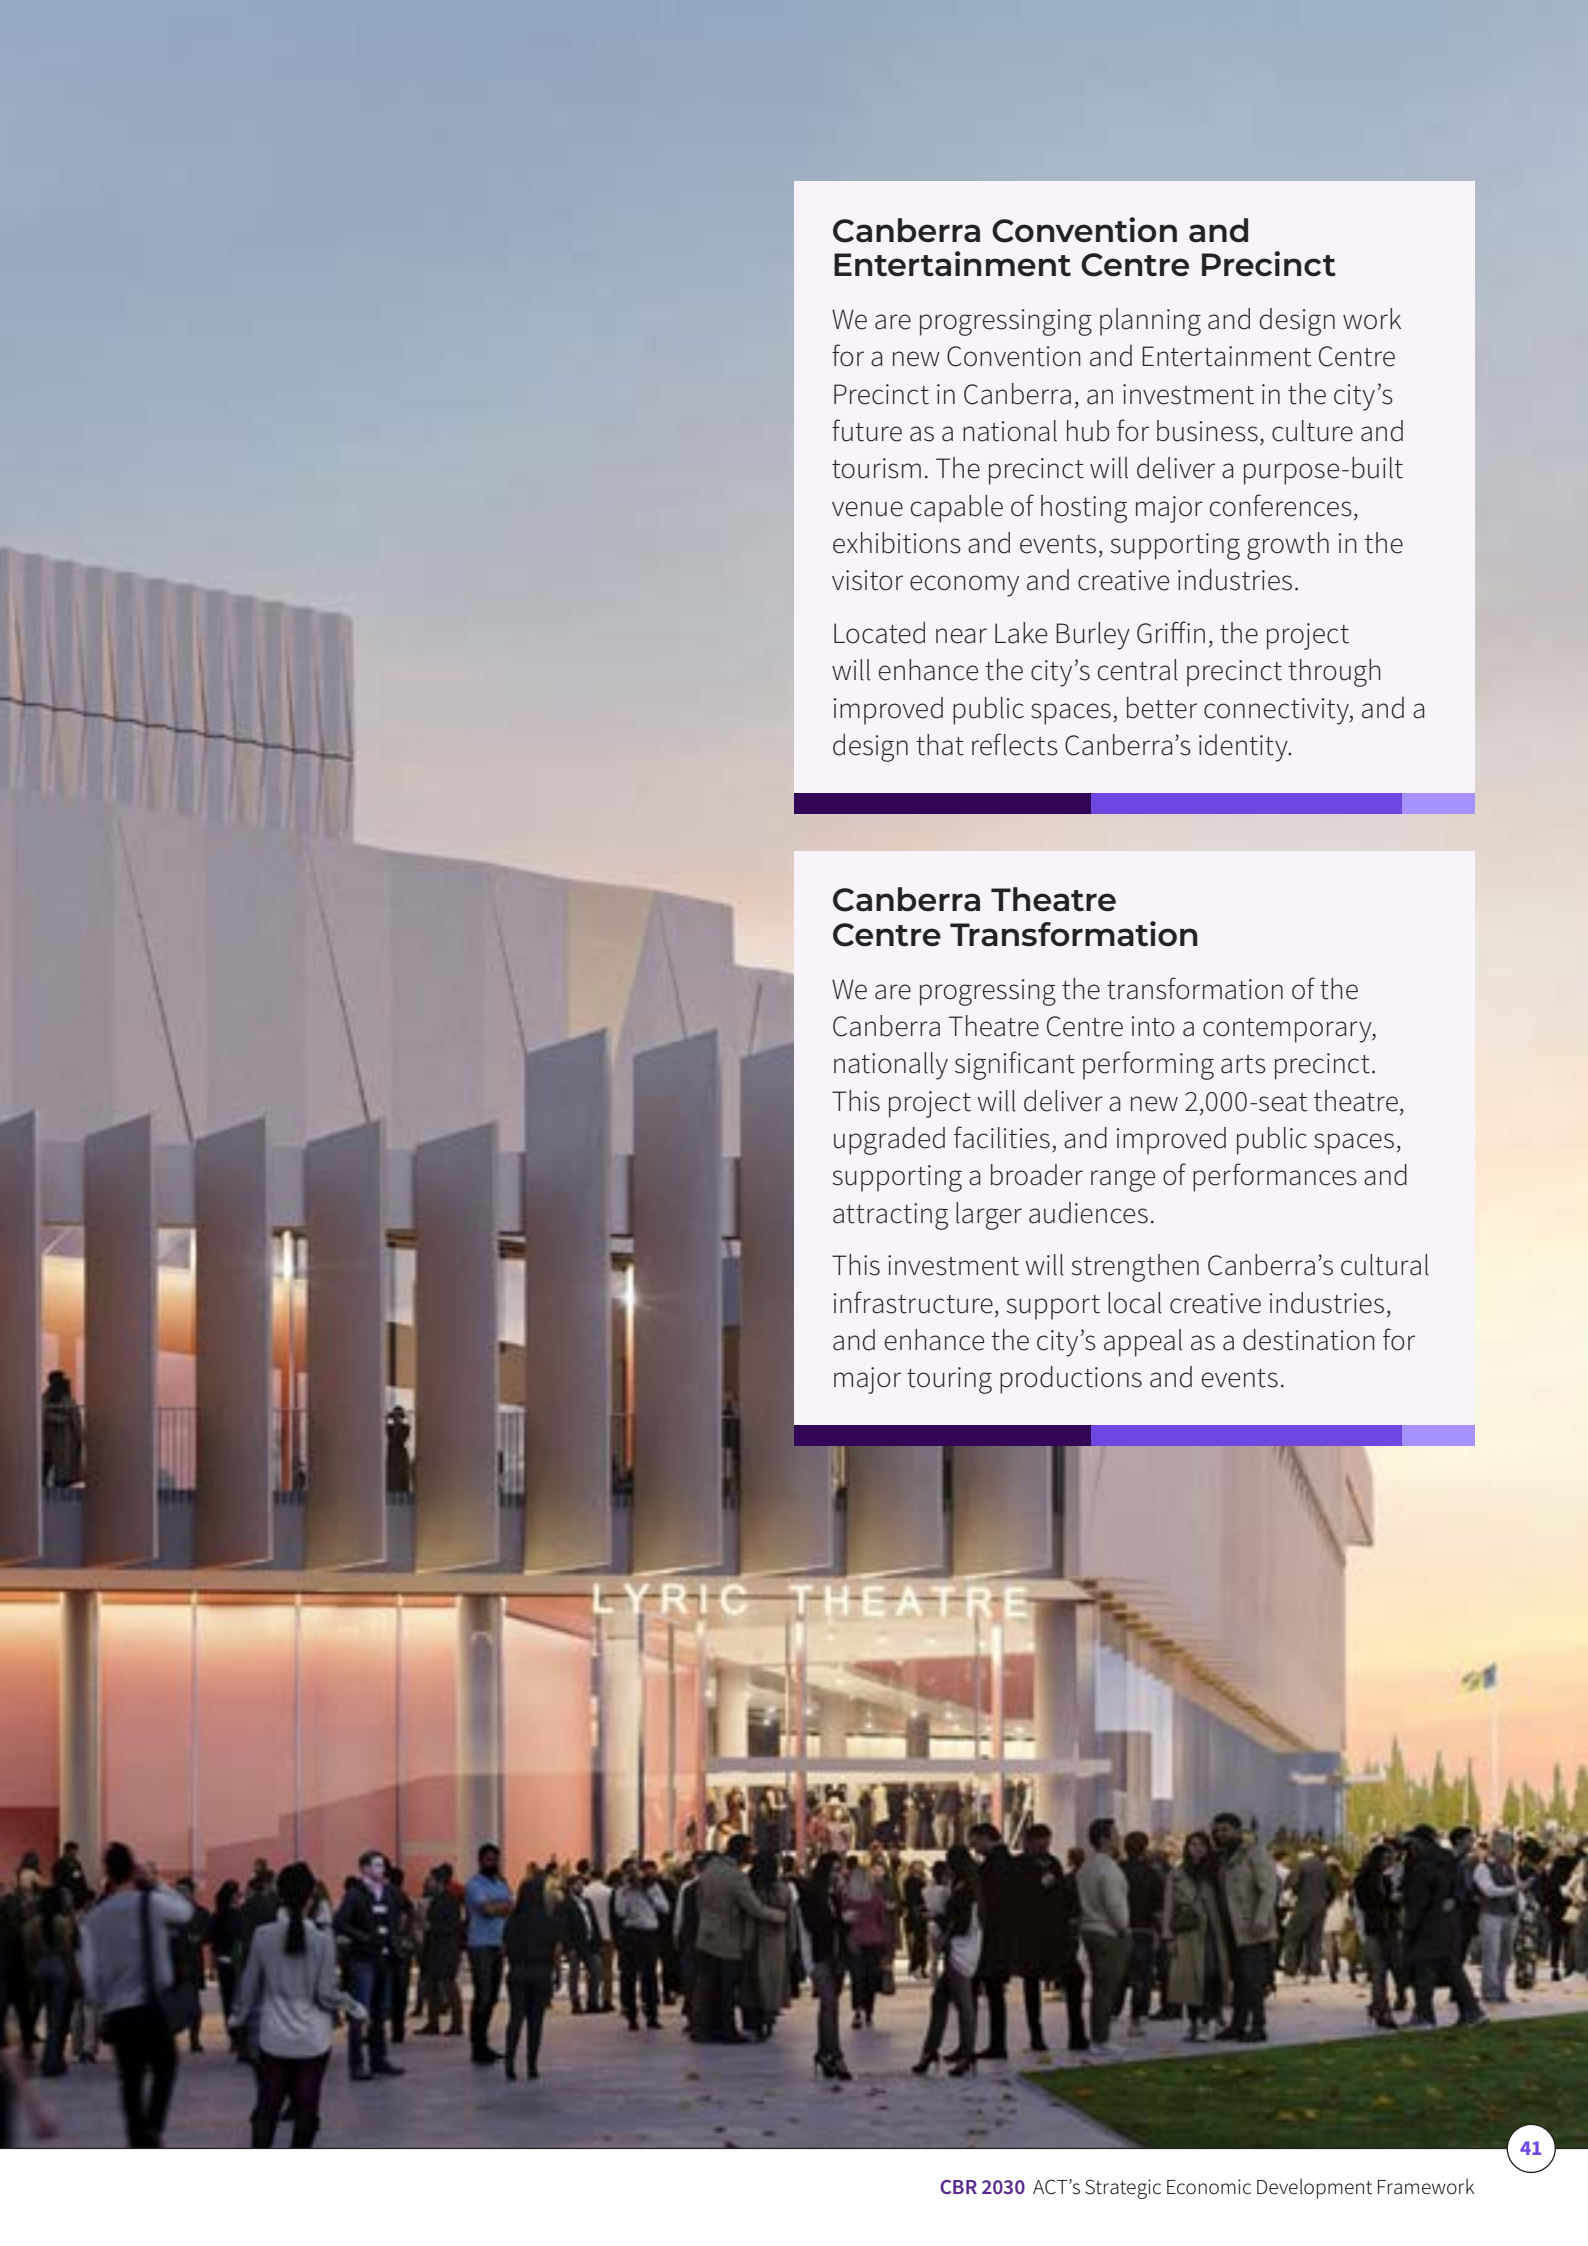 Canberra Convention and
Entertainment Centre Precinct
We are progressinging planning and design work
for a new Convention and Entertainment Centre
Precinct in Canberra, an investment in the city’s
future as a national hub for business, culture and
tourism. The precinct will deliver a purpose-built
venue capable of hosting major conferences,
exhibitions and events, supporting growth in the
visitor economy and creative industries.
Located near Lake Burley Griffin, the project
will enhance the city’s central precinct through
improved public spaces, better connectivity, and a
design that reflects Canberra’s identity.
Canberra Theatre
Centre Transformation
We are progressing the transformation of the
Canberra Theatre Centre into a contemporary,
nationally significant performing arts precinct.
This project will deliver a new 2,000-seat theatre,
upgraded facilities, and improved public spaces,
supporting a broader range of performances and
attracting larger audiences.
This investment will strengthen Canberra’s cultural
infrastructure, support local creative industries,
and enhance the city’s appeal as a destination for
major touring productions and events.
LYRIC THEATRE
41
CBR 2030 ACT’s Strategic Economic Development Framework